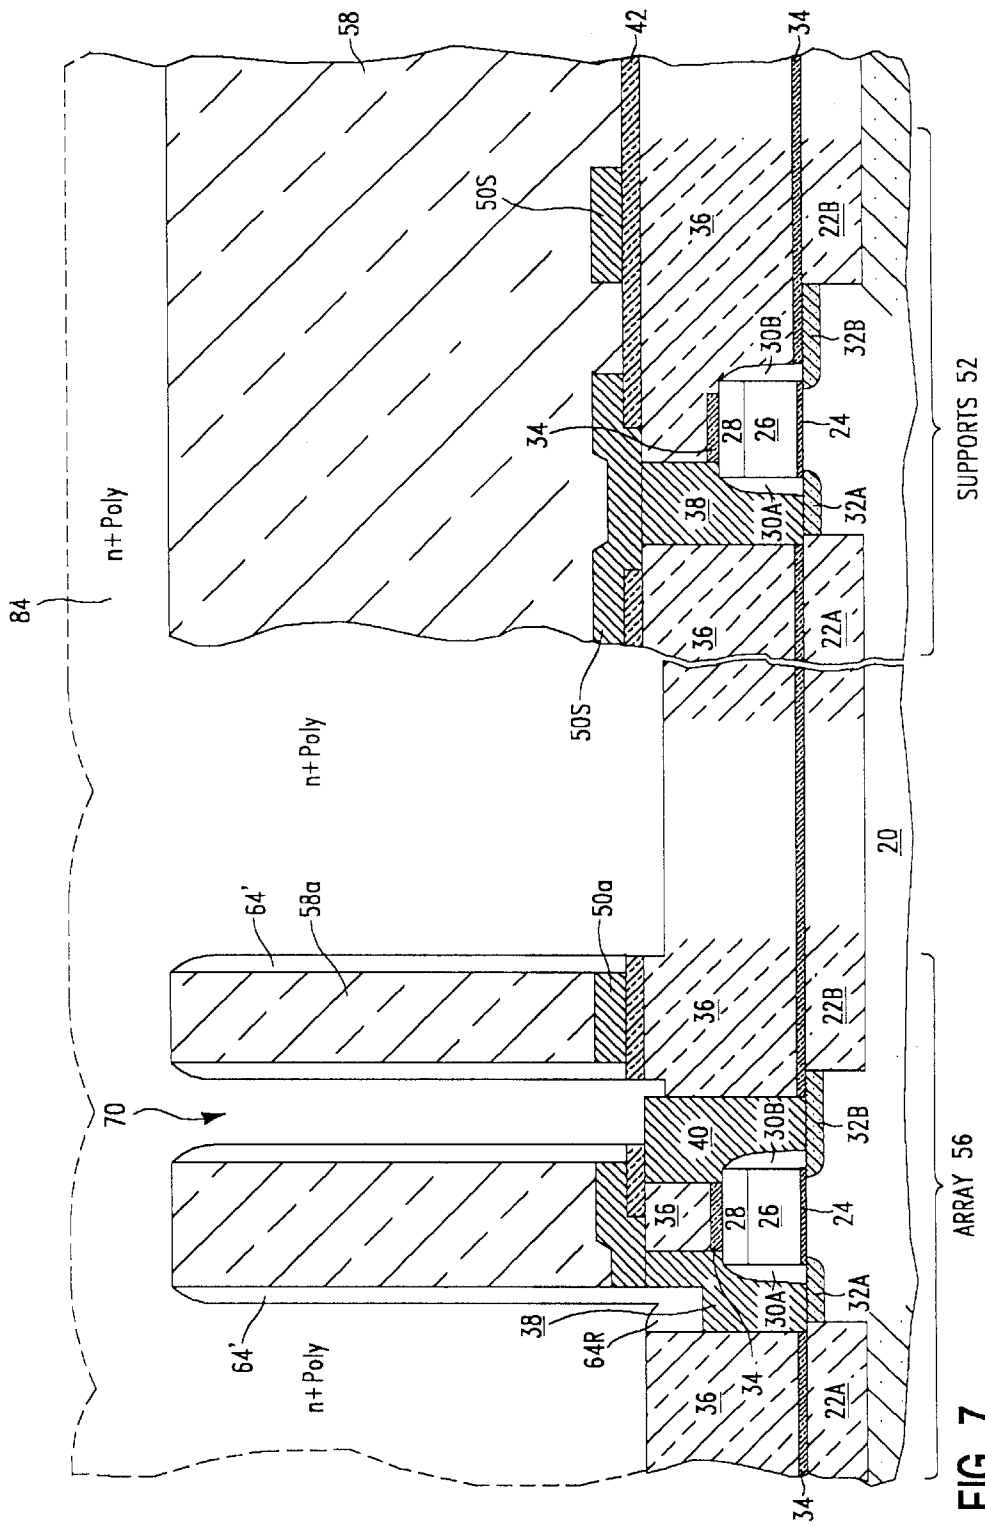 84
n+Poly
58
n+Poly
n+Poly
64'
70
64'
58a
50a
50S
50S
42
34
38
64R
36
34
36
40
36
36
38
34
36
34
28
26
30A
30B
28
26
30A
30B
34
22A
32A
24
32B
22B
20
22A
32A
24
32B
22B
ARRAY 56
SUPPORTS 52
FIG. 7